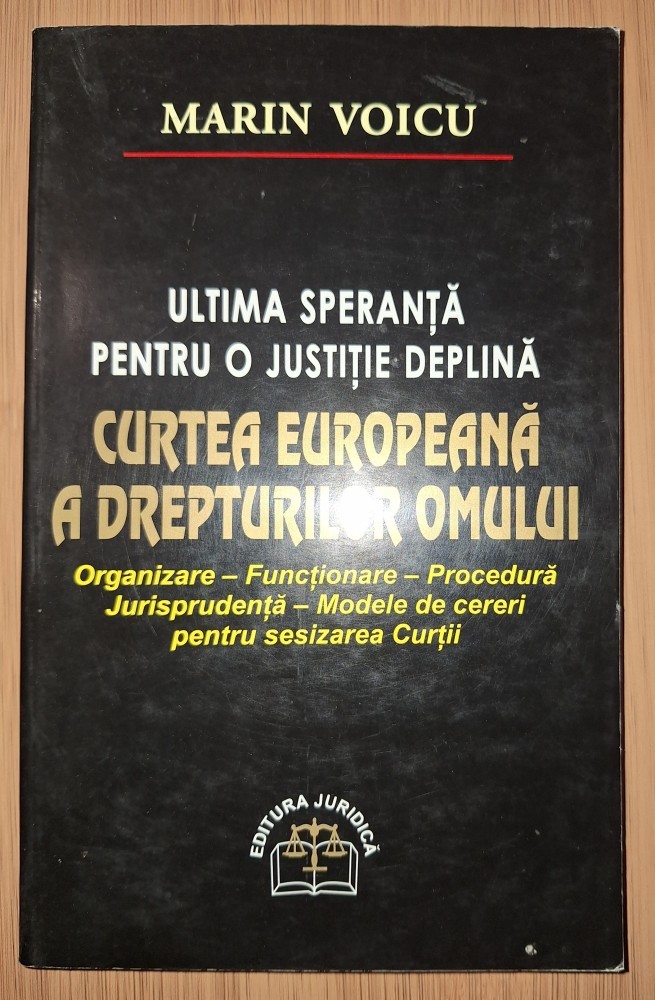 MARIN VOICU
ULTIMA SPERANȚĂ
PENTRU O JUSTIȚIE DEPLINĂ
CURTEA EUROPEANĂ
A DREPTURILOR OMULUI
Organizare – Funcționare – Procedură
Jurisprudență – Modele de cereri
pentru sesizarea Curții
EDITURA JURIDICĂ